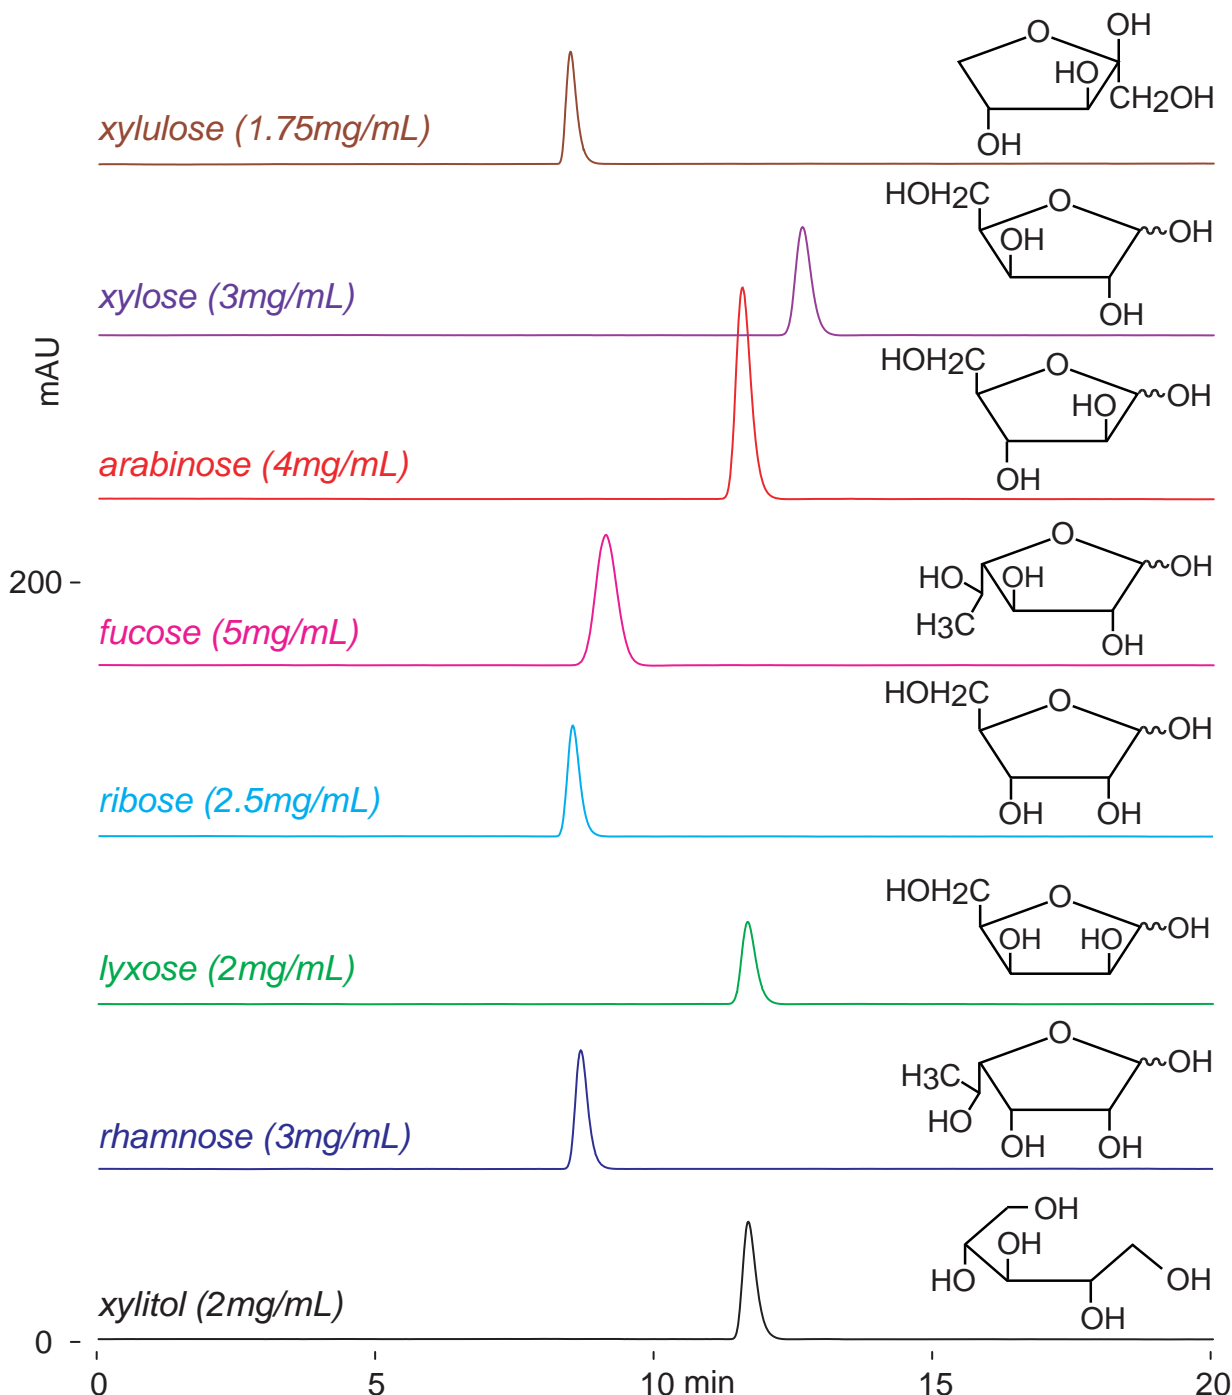 O
OH
HO
CH2OH
OH
xylulose (1.75mg/mL)
HOH2C
O
OH
OH
OH
xylose (3mg/mL)
mAU
HOH2C
O
OH
HO
OH
arabinose (4mg/mL)
O
OH
HO
OH
H3C
OH
200
fucose (5mg/mL)
HOH2C
O
OH
OH
OH
ribose (2.5mg/mL)
HOH2C
O
OH
OH
HO
lyxose (2mg/mL)
O
OH
H3C
HO
OH
OH
rhamnose (3mg/mL)
OH
OH
HO
OH
OH
xylitol (2mg/mL)
0
0 5 10 min 15 20